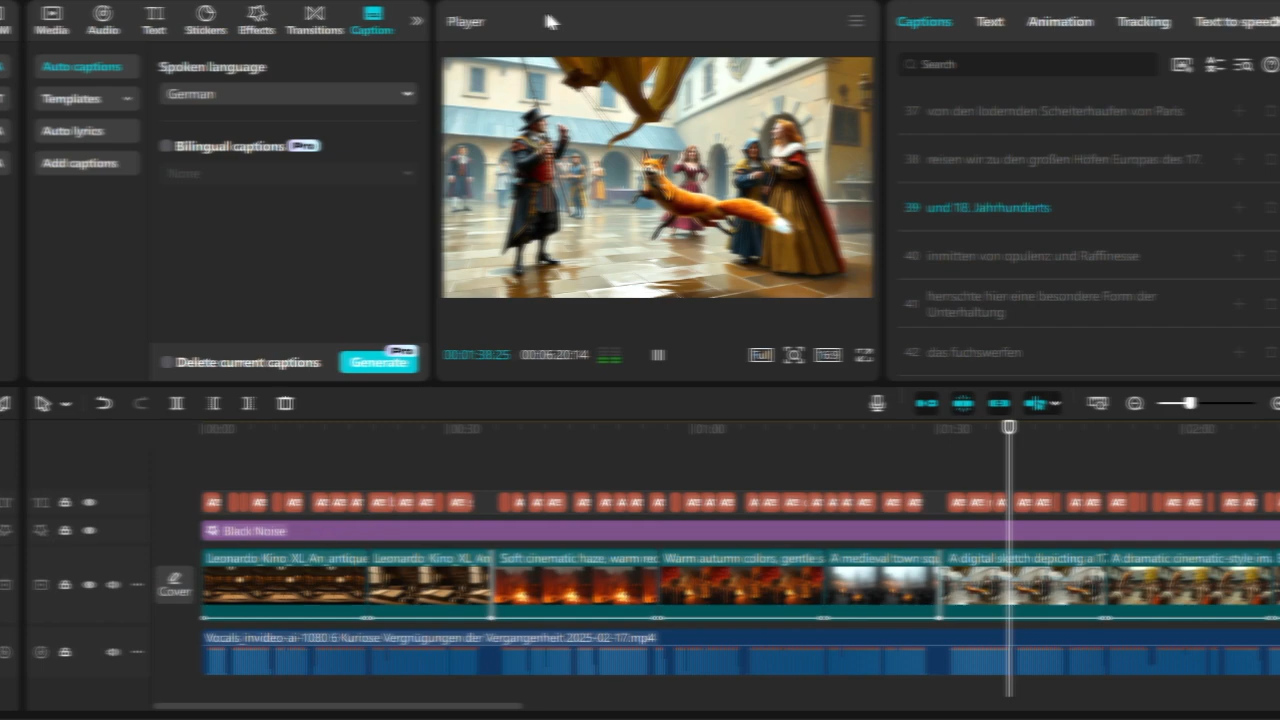 Media
Audio
Text
Stickers
Effects
Transitions
Caption
Auto captions
Templates
Auto lyrics
Add captions
Spoken language
German
Bilingual captions Pro
None
Delete current captions
Pro
Generate
Player
00:01:38:25 00:06:20:14
Full
16:9
Captions
Text
Animation
Tracking
Text to speech
Search
37 von den lodernden Scheiterhaufen von Paris
38 reisen wir zu den großen Höfen Europas des 17.
39 und 18. Jahrhunderts
40 inmitten von opulenz und Raffinesse
41 herrschte hier eine besondere Form der
Unterhaltung
42 das fuchswerfen
00:00
00:30
01:00
01:30
02:00
Black Noise
Cover
Leonardo_Kino_XL_An_antique
Leonardo_Kino_XL_An
Soft cinematic haze, warm rec
Warm autumn colors, gentle s
A medieval town sq
A digital sketch depicting a 17
A dramatic cinematic-style im
Vocals_invideo-ai-1080 6 Kuriose Vergnügungen der Vergangenheit 2025-02-17.mp4